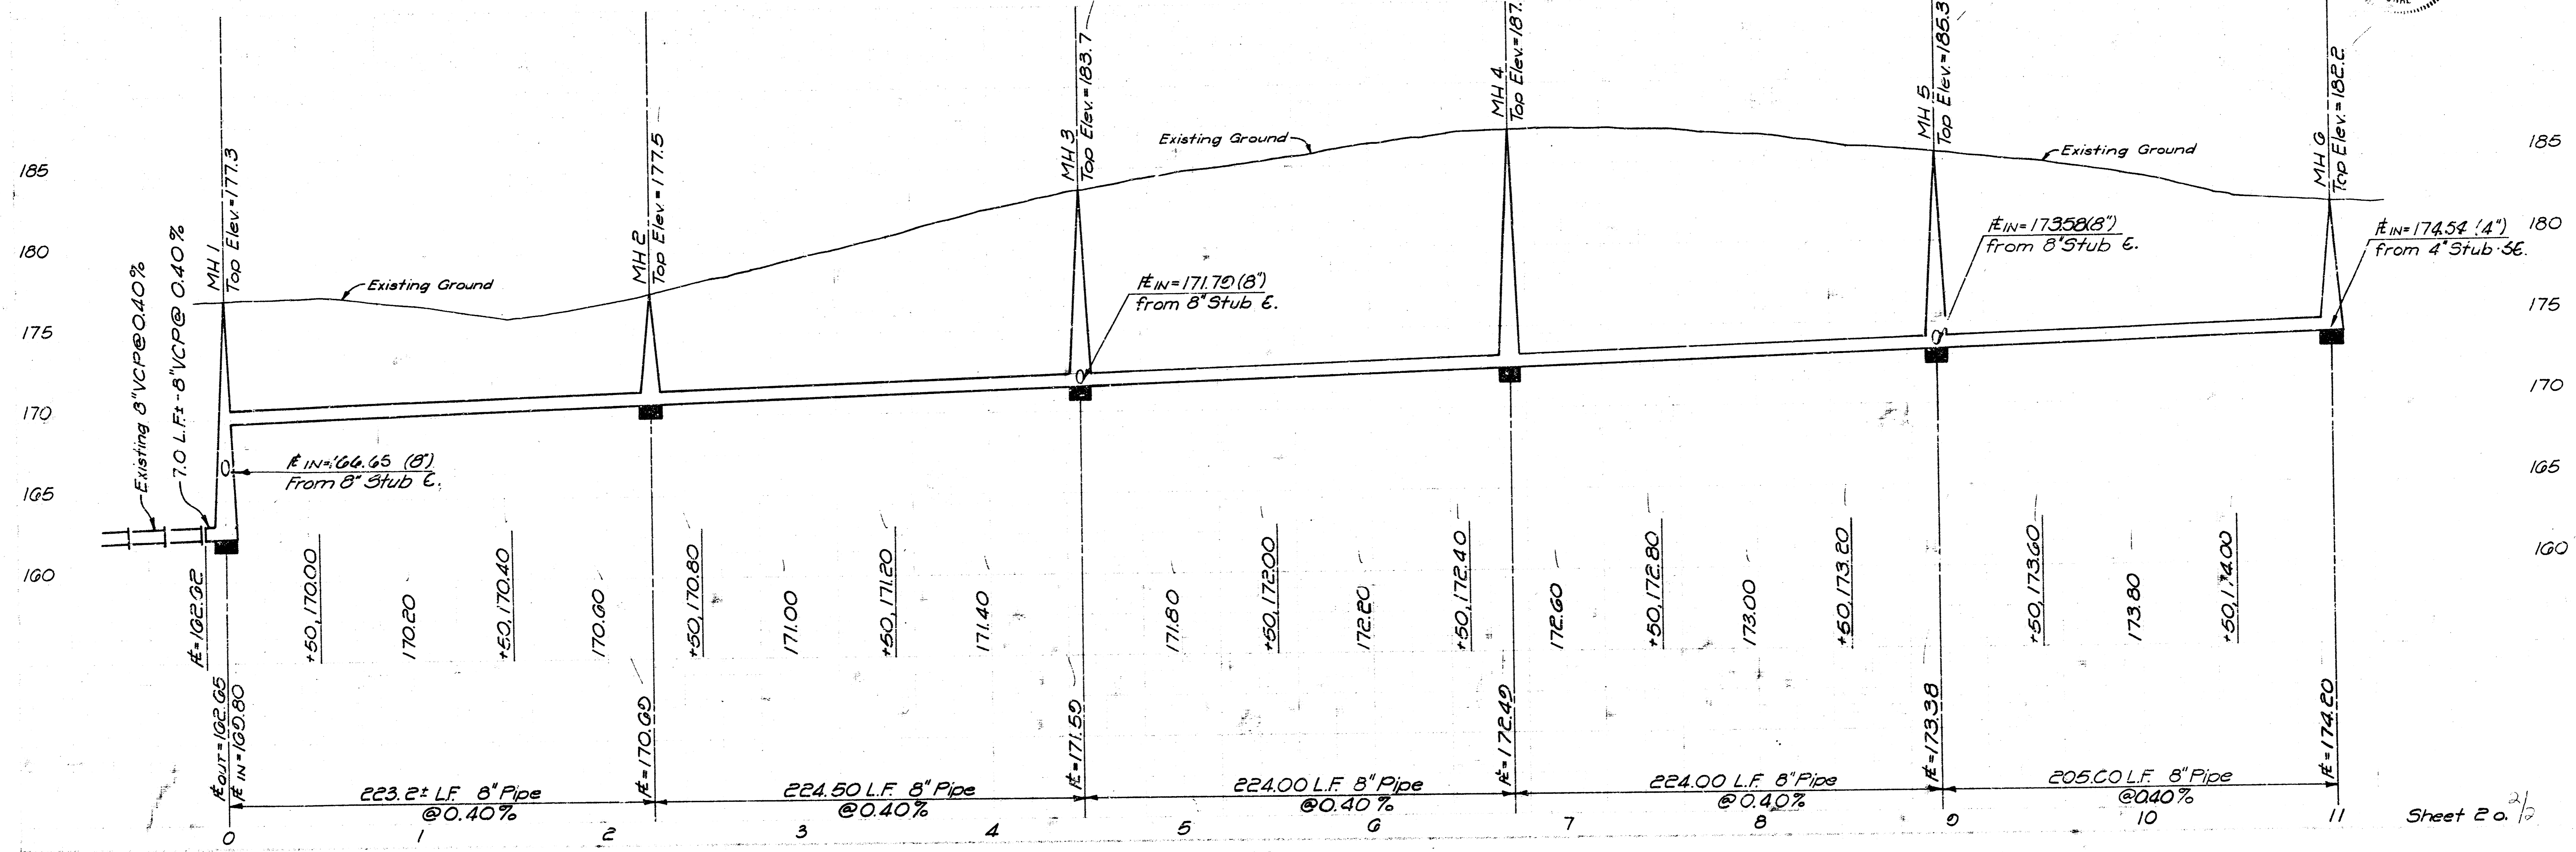 185
180
175
170
165
160
Existing 8" VCP@0.40%
7.0 L.F.± - 8" VCP @ 0.40%
MH 1
Top Elev.=177.3
Existing Ground
MH 2
Top Elev.=177.5
MH 3
Top Elev.=183.7
Existing Ground
MH 4
Top Elev.=187.
MH 5
Top Elev.=185.3
Existing Ground
MH 6
Top Elev.=182.2
185
180
175
170
165
160
IN=166.65 (8")
From 8" Stub E.
IN=171.79 (8")
from 8" Stub E.
IN=173.58 (8")
from 8" Stub E.
IN=174.54 (4")
from 4" Stub SE.
=162.62
OUT=162.65
IN=169.80
+50, 170.00
170.20
+50, 170.40
170.60
=170.69
+50, 170.80
171.00
+50, 171.20
171.40
=171.59
171.80
+50, 172.00
172.20
+50, 172.40
=172.49
172.60
+50, 172.80
173.00
+50, 173.20
=173.38
+50, 173.60
173.80
+50, 174.00
=174.20
223.2± L.F. 8" Pipe
@0.40%
224.50 L.F. 8" Pipe
@0.40%
224.00 L.F. 8" Pipe
@0.40%
224.00 L.F. 8" Pipe
@0.40%
205.00 L.F. 8" Pipe
@0.40%
0 1 2 3 4 5 6 7 8 9 10 11
Sheet 2 o. 2/2